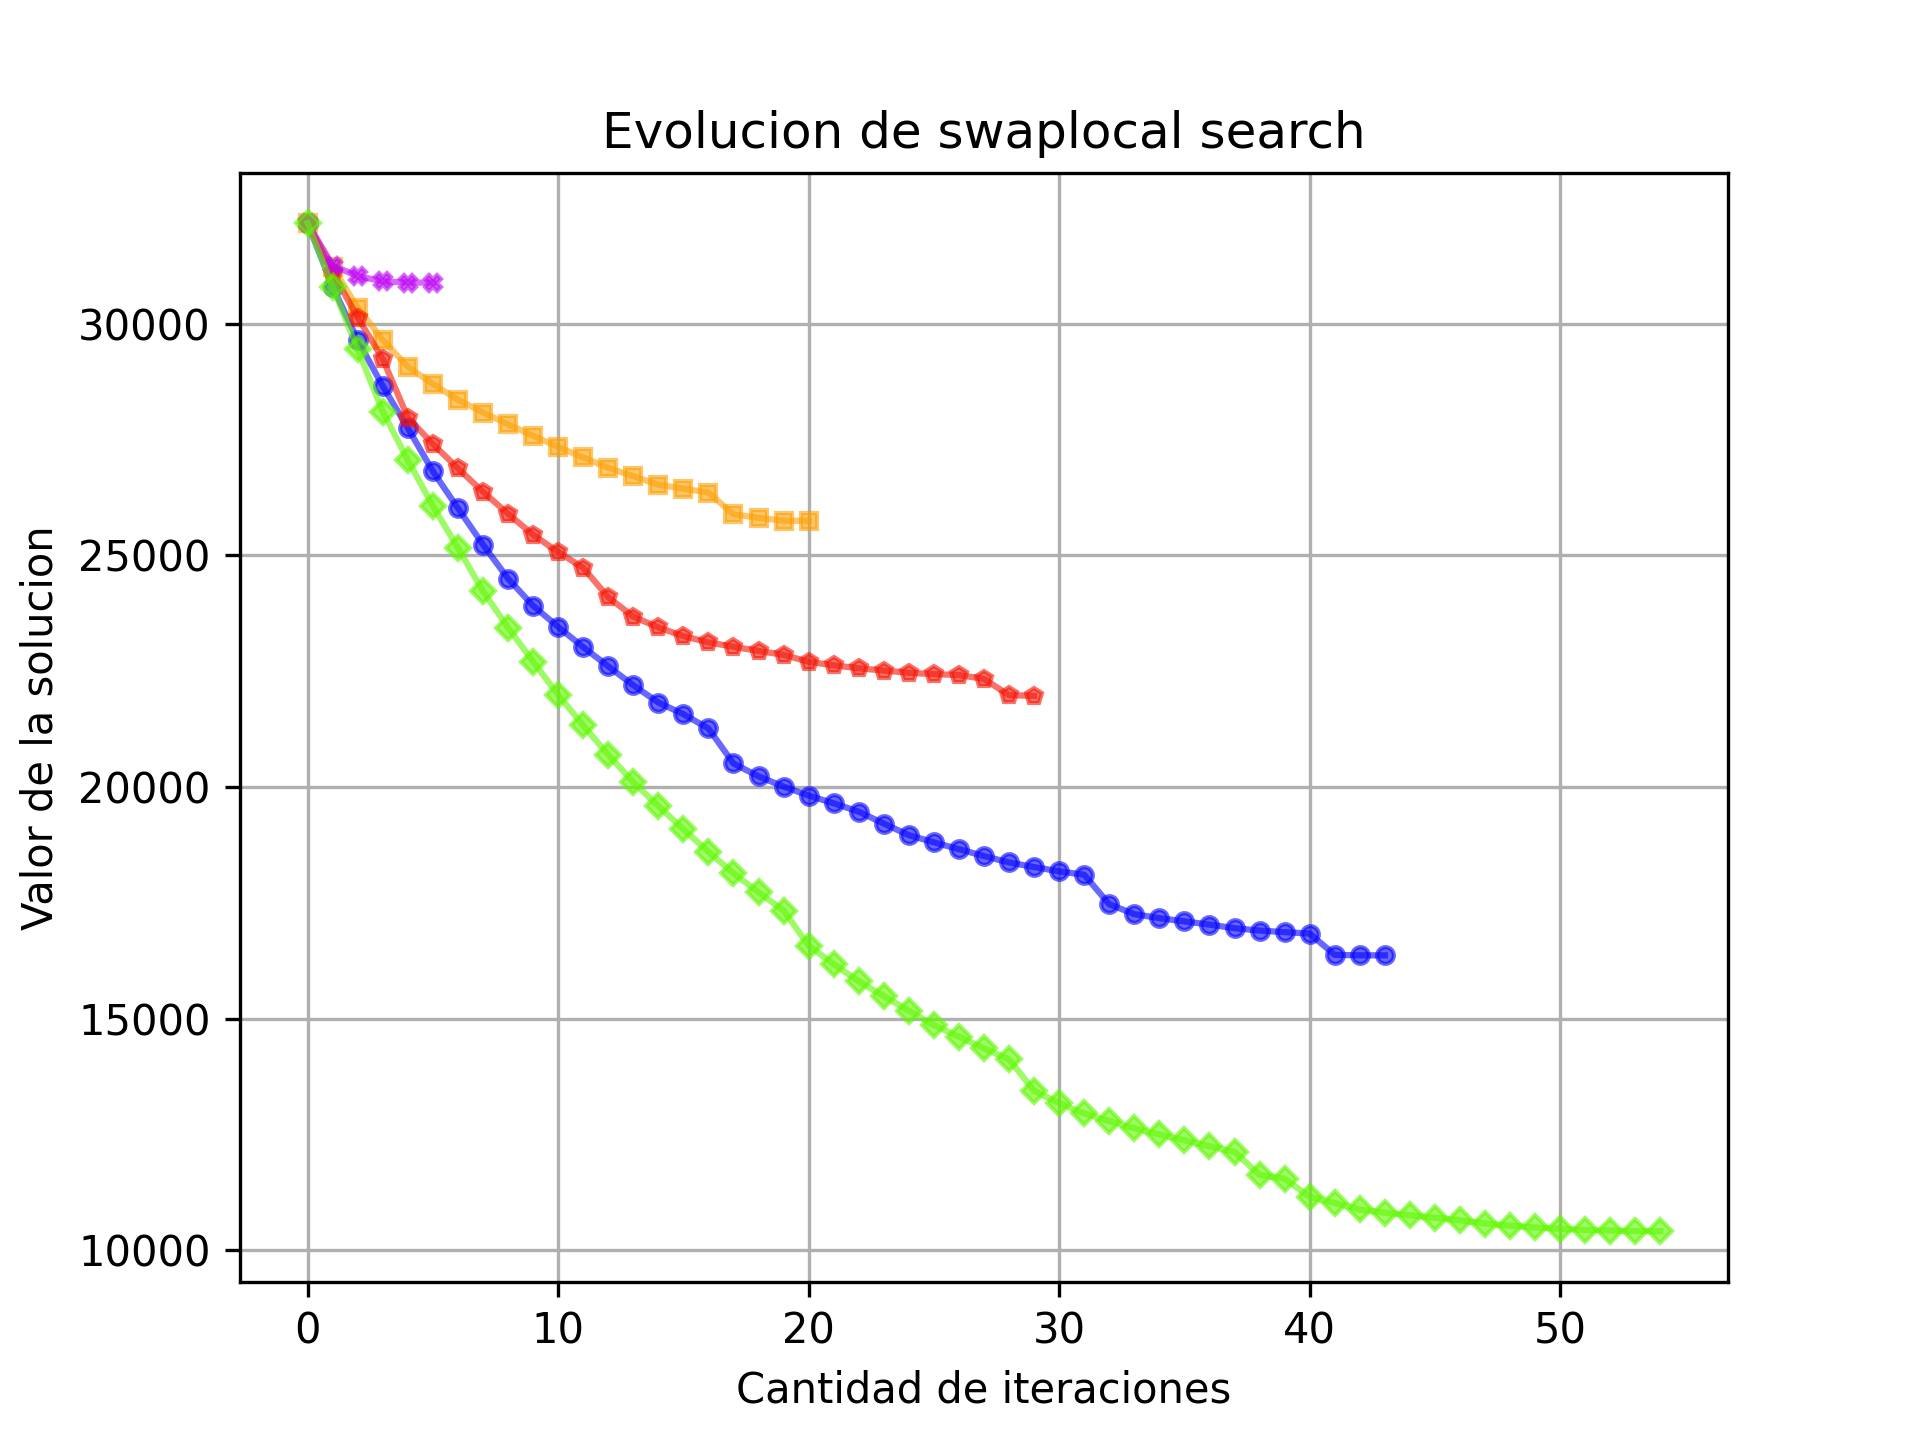 Evolucion de swaplocal search
Valor de la solucion
30000
25000
20000
15000
10000
0 10 20 30 40 50
Cantidad de iteraciones